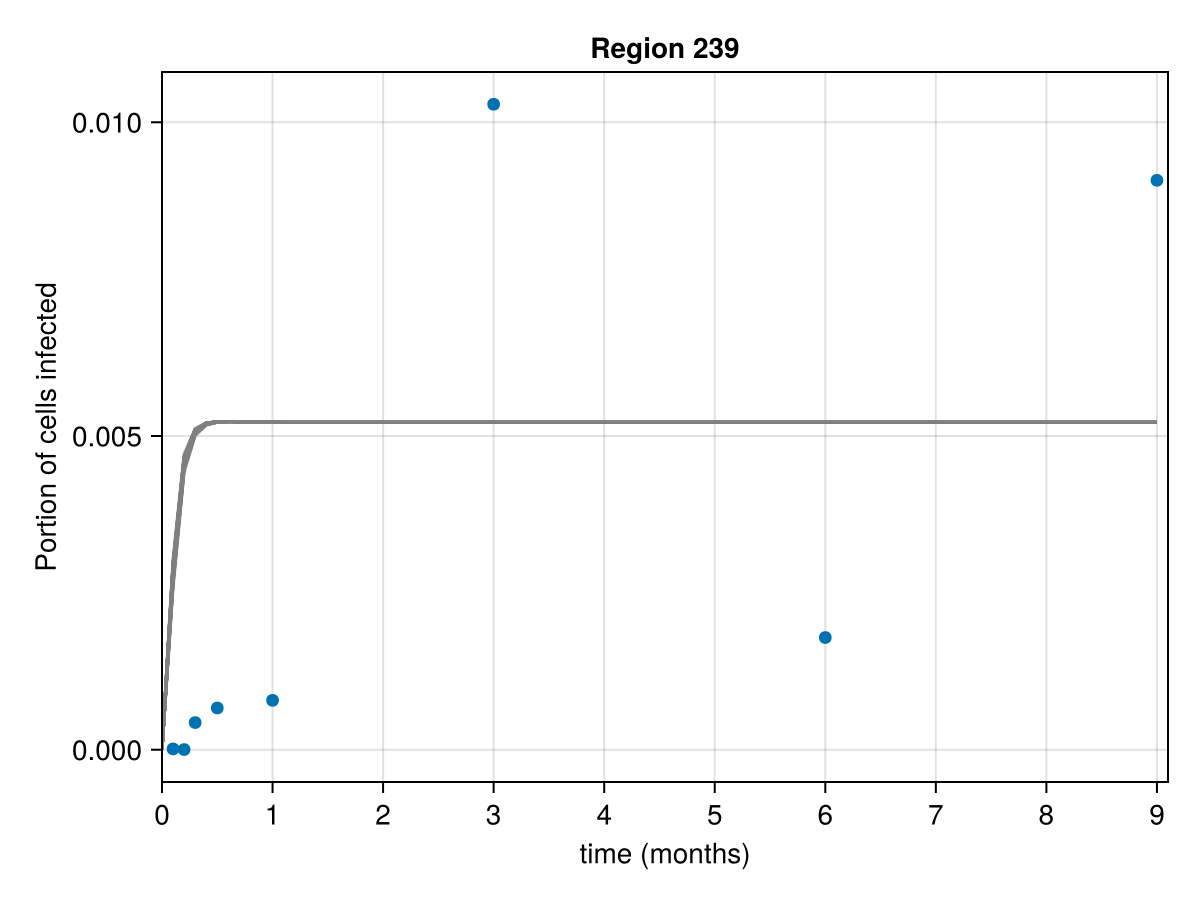 Region 239
0.010
0.005
0.000
Portion of cells infected
0 1 2 3 4 5 6 7 8 9
time (months)